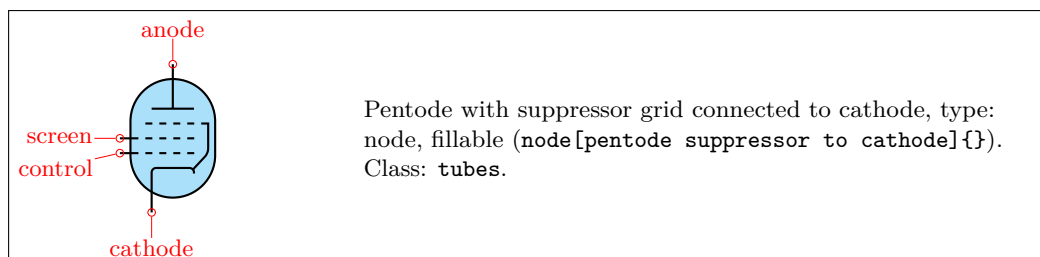 anode
screen
control
cathode
Pentode with suppressor grid connected to cathode, type:
node, fillable (node[pentode suppressor to cathode]{}).
Class: tubes.